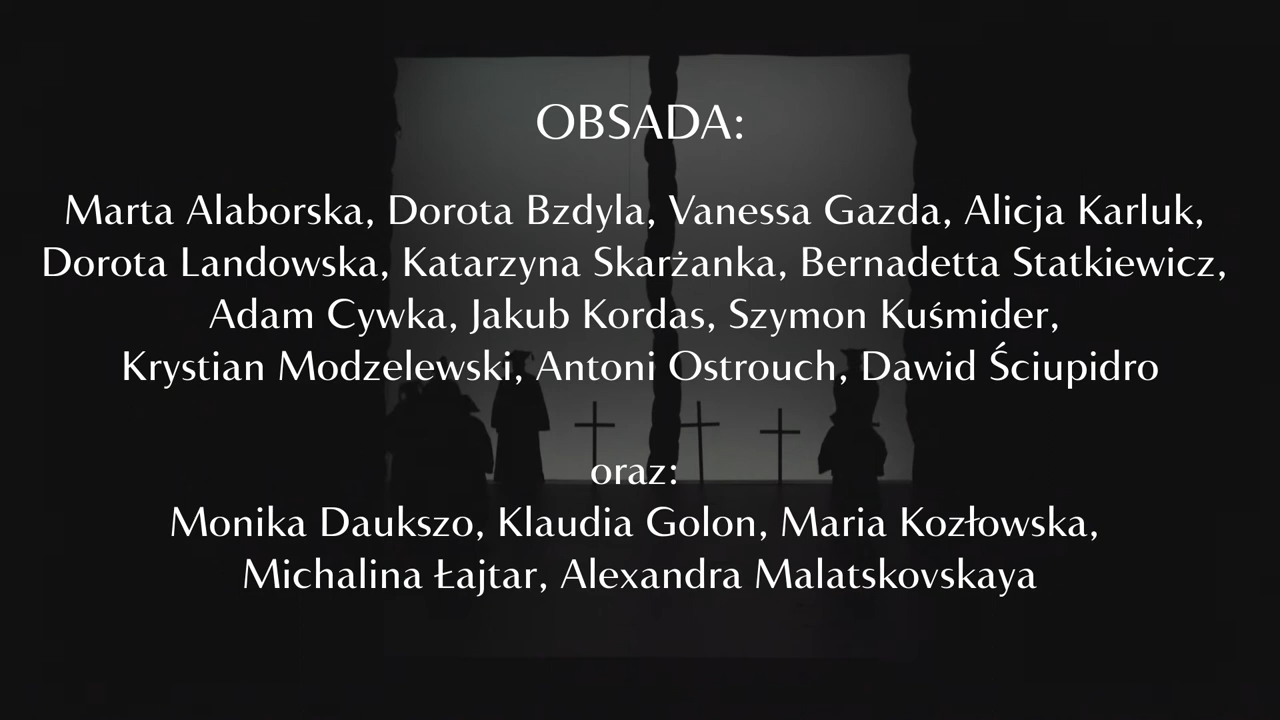 OBSADA:
Marta Alaborska, Dorota Bzdyla, Vanessa Gazda, Alicja Karluk,
Dorota Landowska, Katarzyna Skarżanka, Bernadetta Statkiewicz,
Adam Cywka, Jakub Kordas, Szymon Kuśmider,
Krystian Modzelewski, Antoni Ostrouch, Dawid Ściupidro
oraz:
Monika Daukszo, Klaudia Golon, Maria Kozłowska,
Michalina Łajtar, Alexandra Malatskovskaya